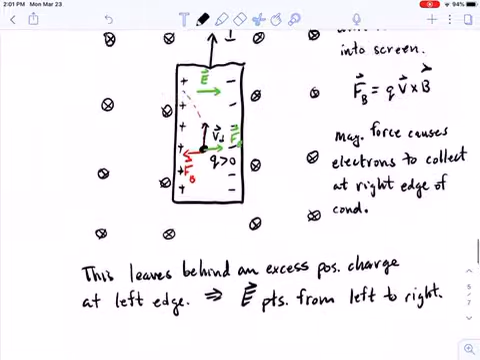 2:01 PM Mon Mar 23
94%
T
I
into screen.
E
F_B = q V x B
V_d
F_E
F_B
q>0
Mag. force causes
electrons to collect
at right edge of
cond.
This leaves behind an excess pos. charge
at left edge. ⇒ E pts. from left to right.
5
/
7